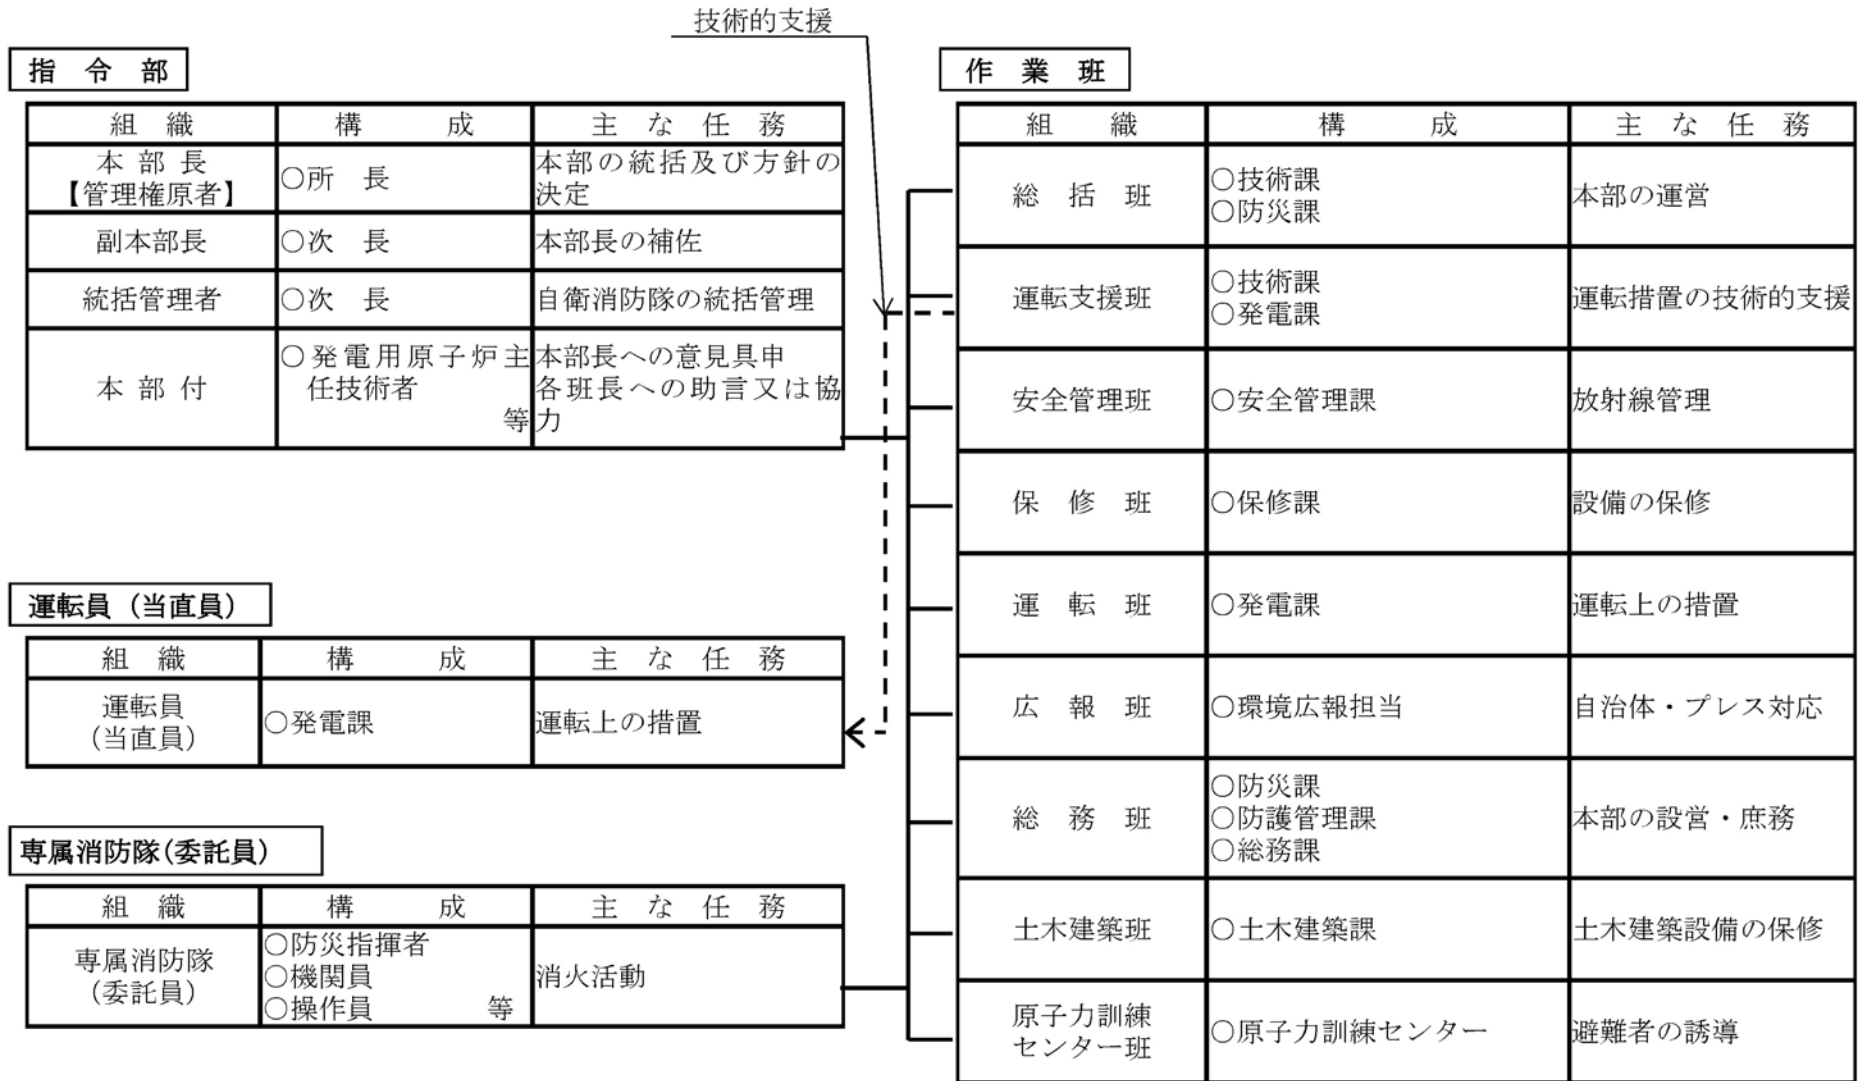 技術的支援
指 令 部
組 織 構 成 主 な 任 務
本 部 長
【管理権原者】
○所 長
本部の統括及び方針の
決定
副本部長 ○次 長 本部長の補佐
統括管理者 ○次 長 自衛消防隊の統括管理
本 部 付
○発電用原子炉主
任技術者
等
本部長への意見具申
各班長への助言又は協
力
運転員（当直員）
組 織 構 成 主 な 任 務
運転員
（当直員）
○発電課
運転上の措置
専属消防隊（委託員）
組 織 構 成 主 な 任 務
専属消防隊
（委託員）
○防災指揮者
○機関員
○操作員 等
消火活動
作 業 班
組 織 構 成 主 な 任 務
総 括 班
○技術課
○防災課
本部の運営
運転支援班
○技術課
○発電課
運転措置の技術的支援
安全管理班 ○安全管理課 放射線管理
保 修 班 ○保修課 設備の保修
運 転 班 ○発電課 運転上の措置
広 報 班 ○環境広報担当 自治体・プレス対応
総 務 班
○防災課
○防護管理課
○総務課
本部の設営・庶務
土木建築班 ○土木建築課 土木建築設備の保修
原子力訓練
センター班
○原子力訓練センター
避難者の誘導